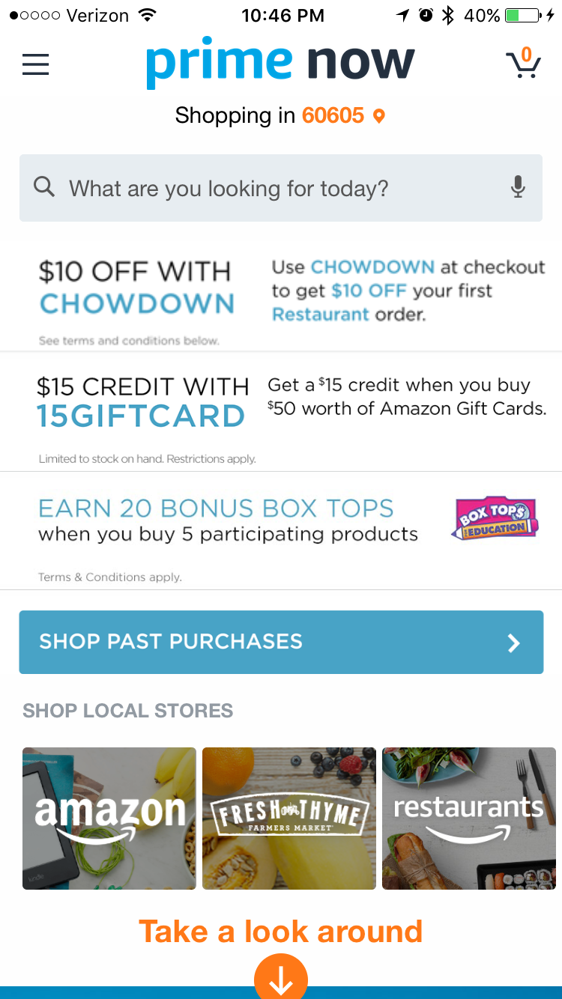 Verizon 10:46 PM 40%
prime now
0
Shopping in 60605
What are you looking for today?
$10 OFF WITH
CHOWDOWN
See terms and conditions below.
Use CHOWDOWN at checkout
to get $10 OFF your first
Restaurant order.
$15 CREDIT WITH
15GIFTCARD
Limited to stock on hand. Restrictions apply.
Get a $15 credit when you buy
$50 worth of Amazon Gift Cards.
EARN 20 BONUS BOX TOPS
when you buy 5 participating products
Terms & Conditions apply.
BOX TOPS
FOR EDUCATION
SHOP PAST PURCHASES
SHOP LOCAL STORES
amazon
kindle
FRESH THYME
FARMERS MARKET
restaurants
Take a look around